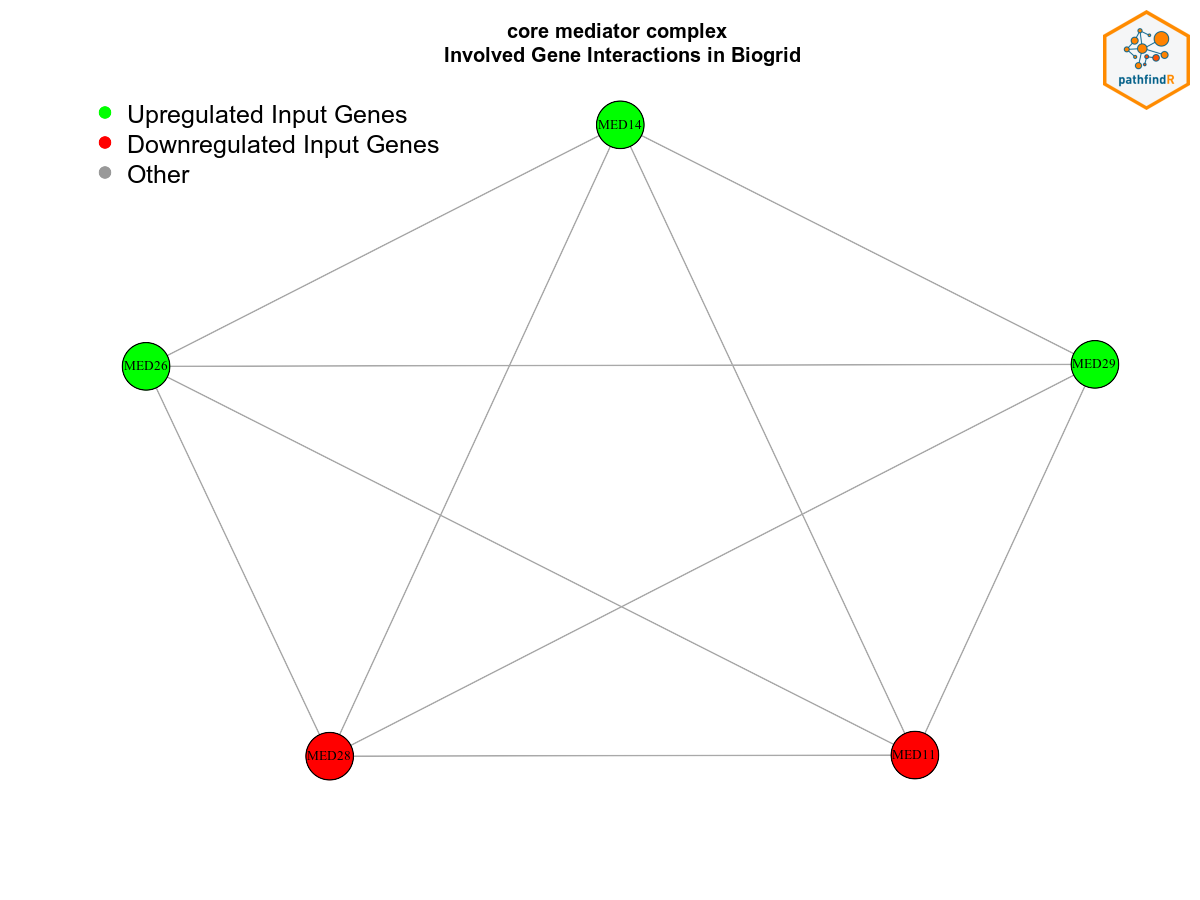 core mediator complex
Involved Gene Interactions in Biogrid
pathfindR
Upregulated Input Genes
Downregulated Input Genes
Other
MED14
MED26
MED29
MED28
MED11